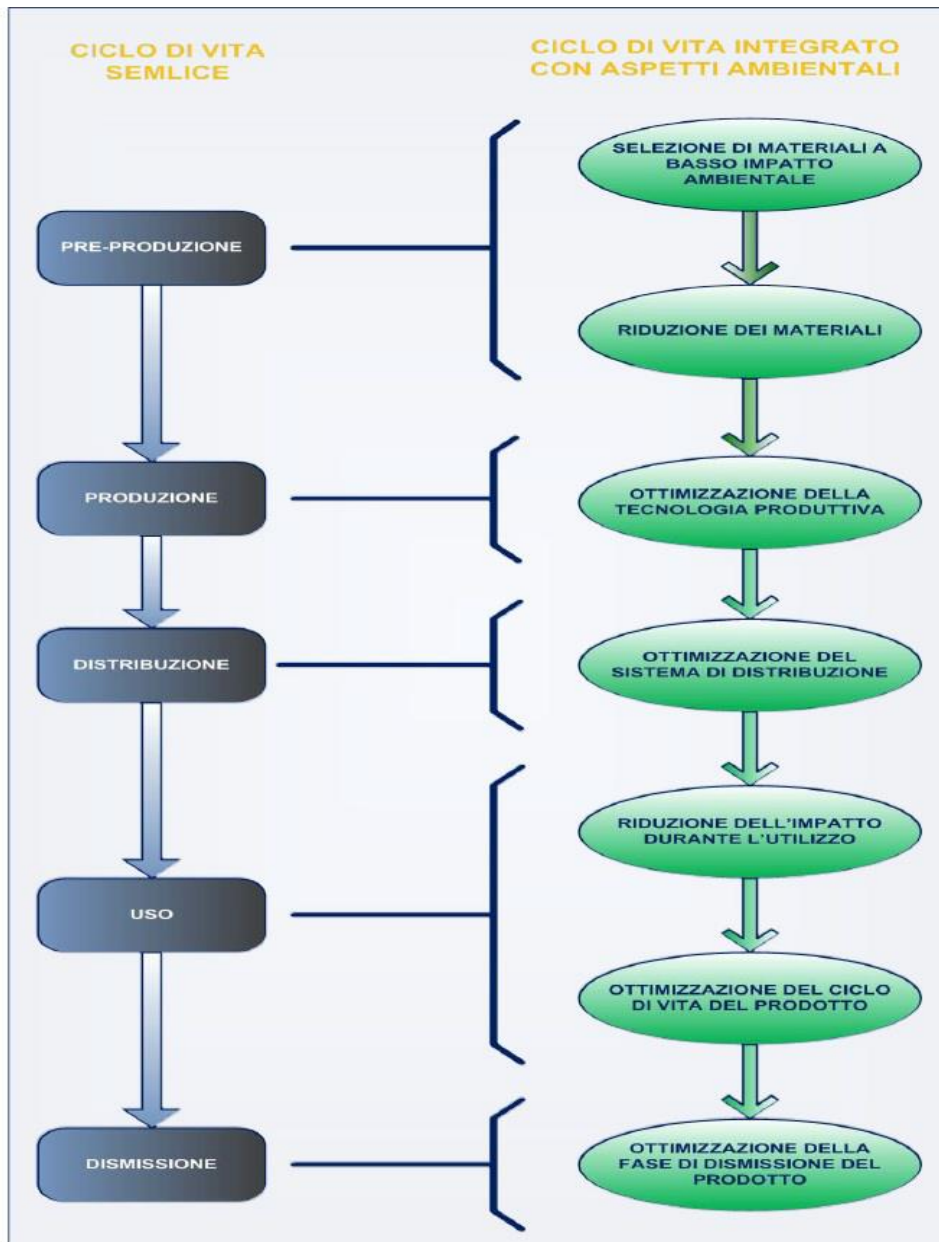 CICLO DI VITA
SEMLICE
CICLO DI VITA INTEGRATO
CON ASPETTI AMBIENTALI
SELEZIONE DI MATERIALI A
BASSO IMPATTO
AMBIENTALE
PRE-PRODUZIONE
RIDUZIONE DEI MATERIALI
PRODUZIONE
OTTIMIZZAZIONE DELLA
TECNOLOGIA PRODUTTIVA
DISTRIBUZIONE
OTTIMIZZAZIONE DEL
SISTEMA DI DISTRIBUZIONE
RIDUZIONE DELL'IMPATTO
DURANTE L'UTILIZZO
USO
OTTIMIZZAZIONE DEL CICLO
DI VITA DEL PRODOTTO
DISMISSIONE
OTTIMIZZAZIONE DELLA
FASE DI DISMISSIONE DEL
PRODOTTO